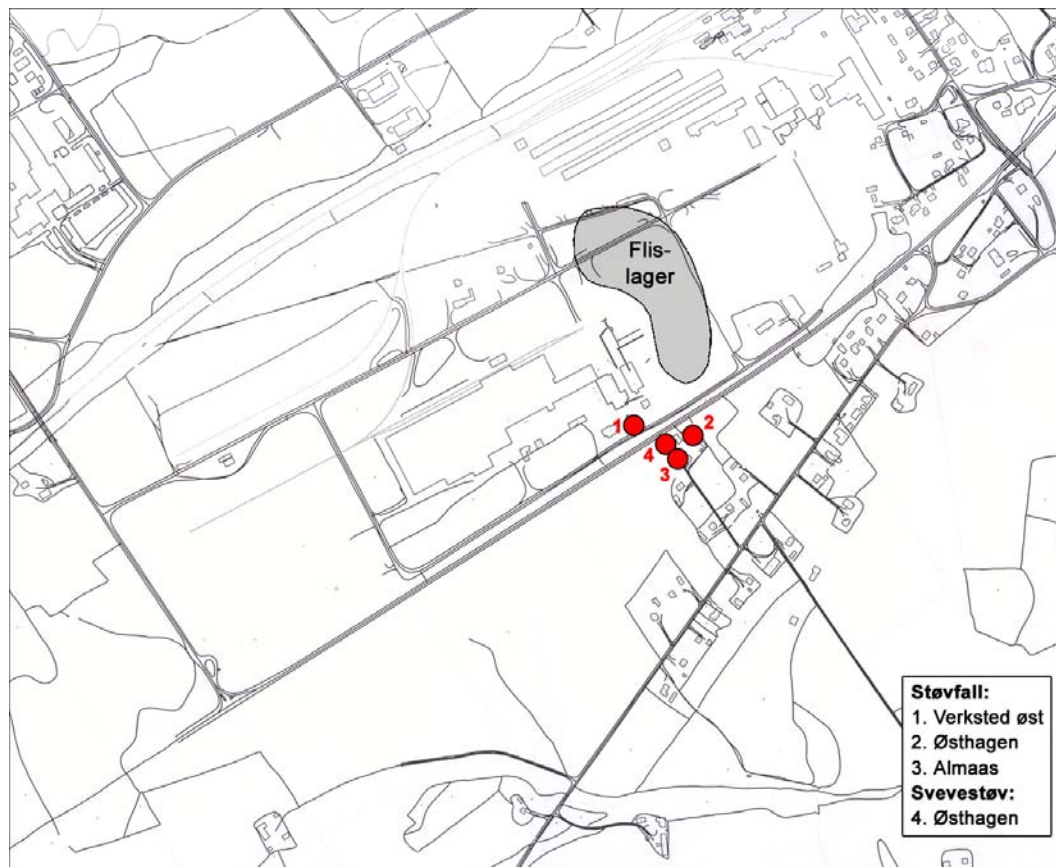 Flis-
lager
1
2
4
3
Støvfall:
1. Verksted øst
2. Østhagen
3. Almaas
Svevestøv:
4. Østhagen